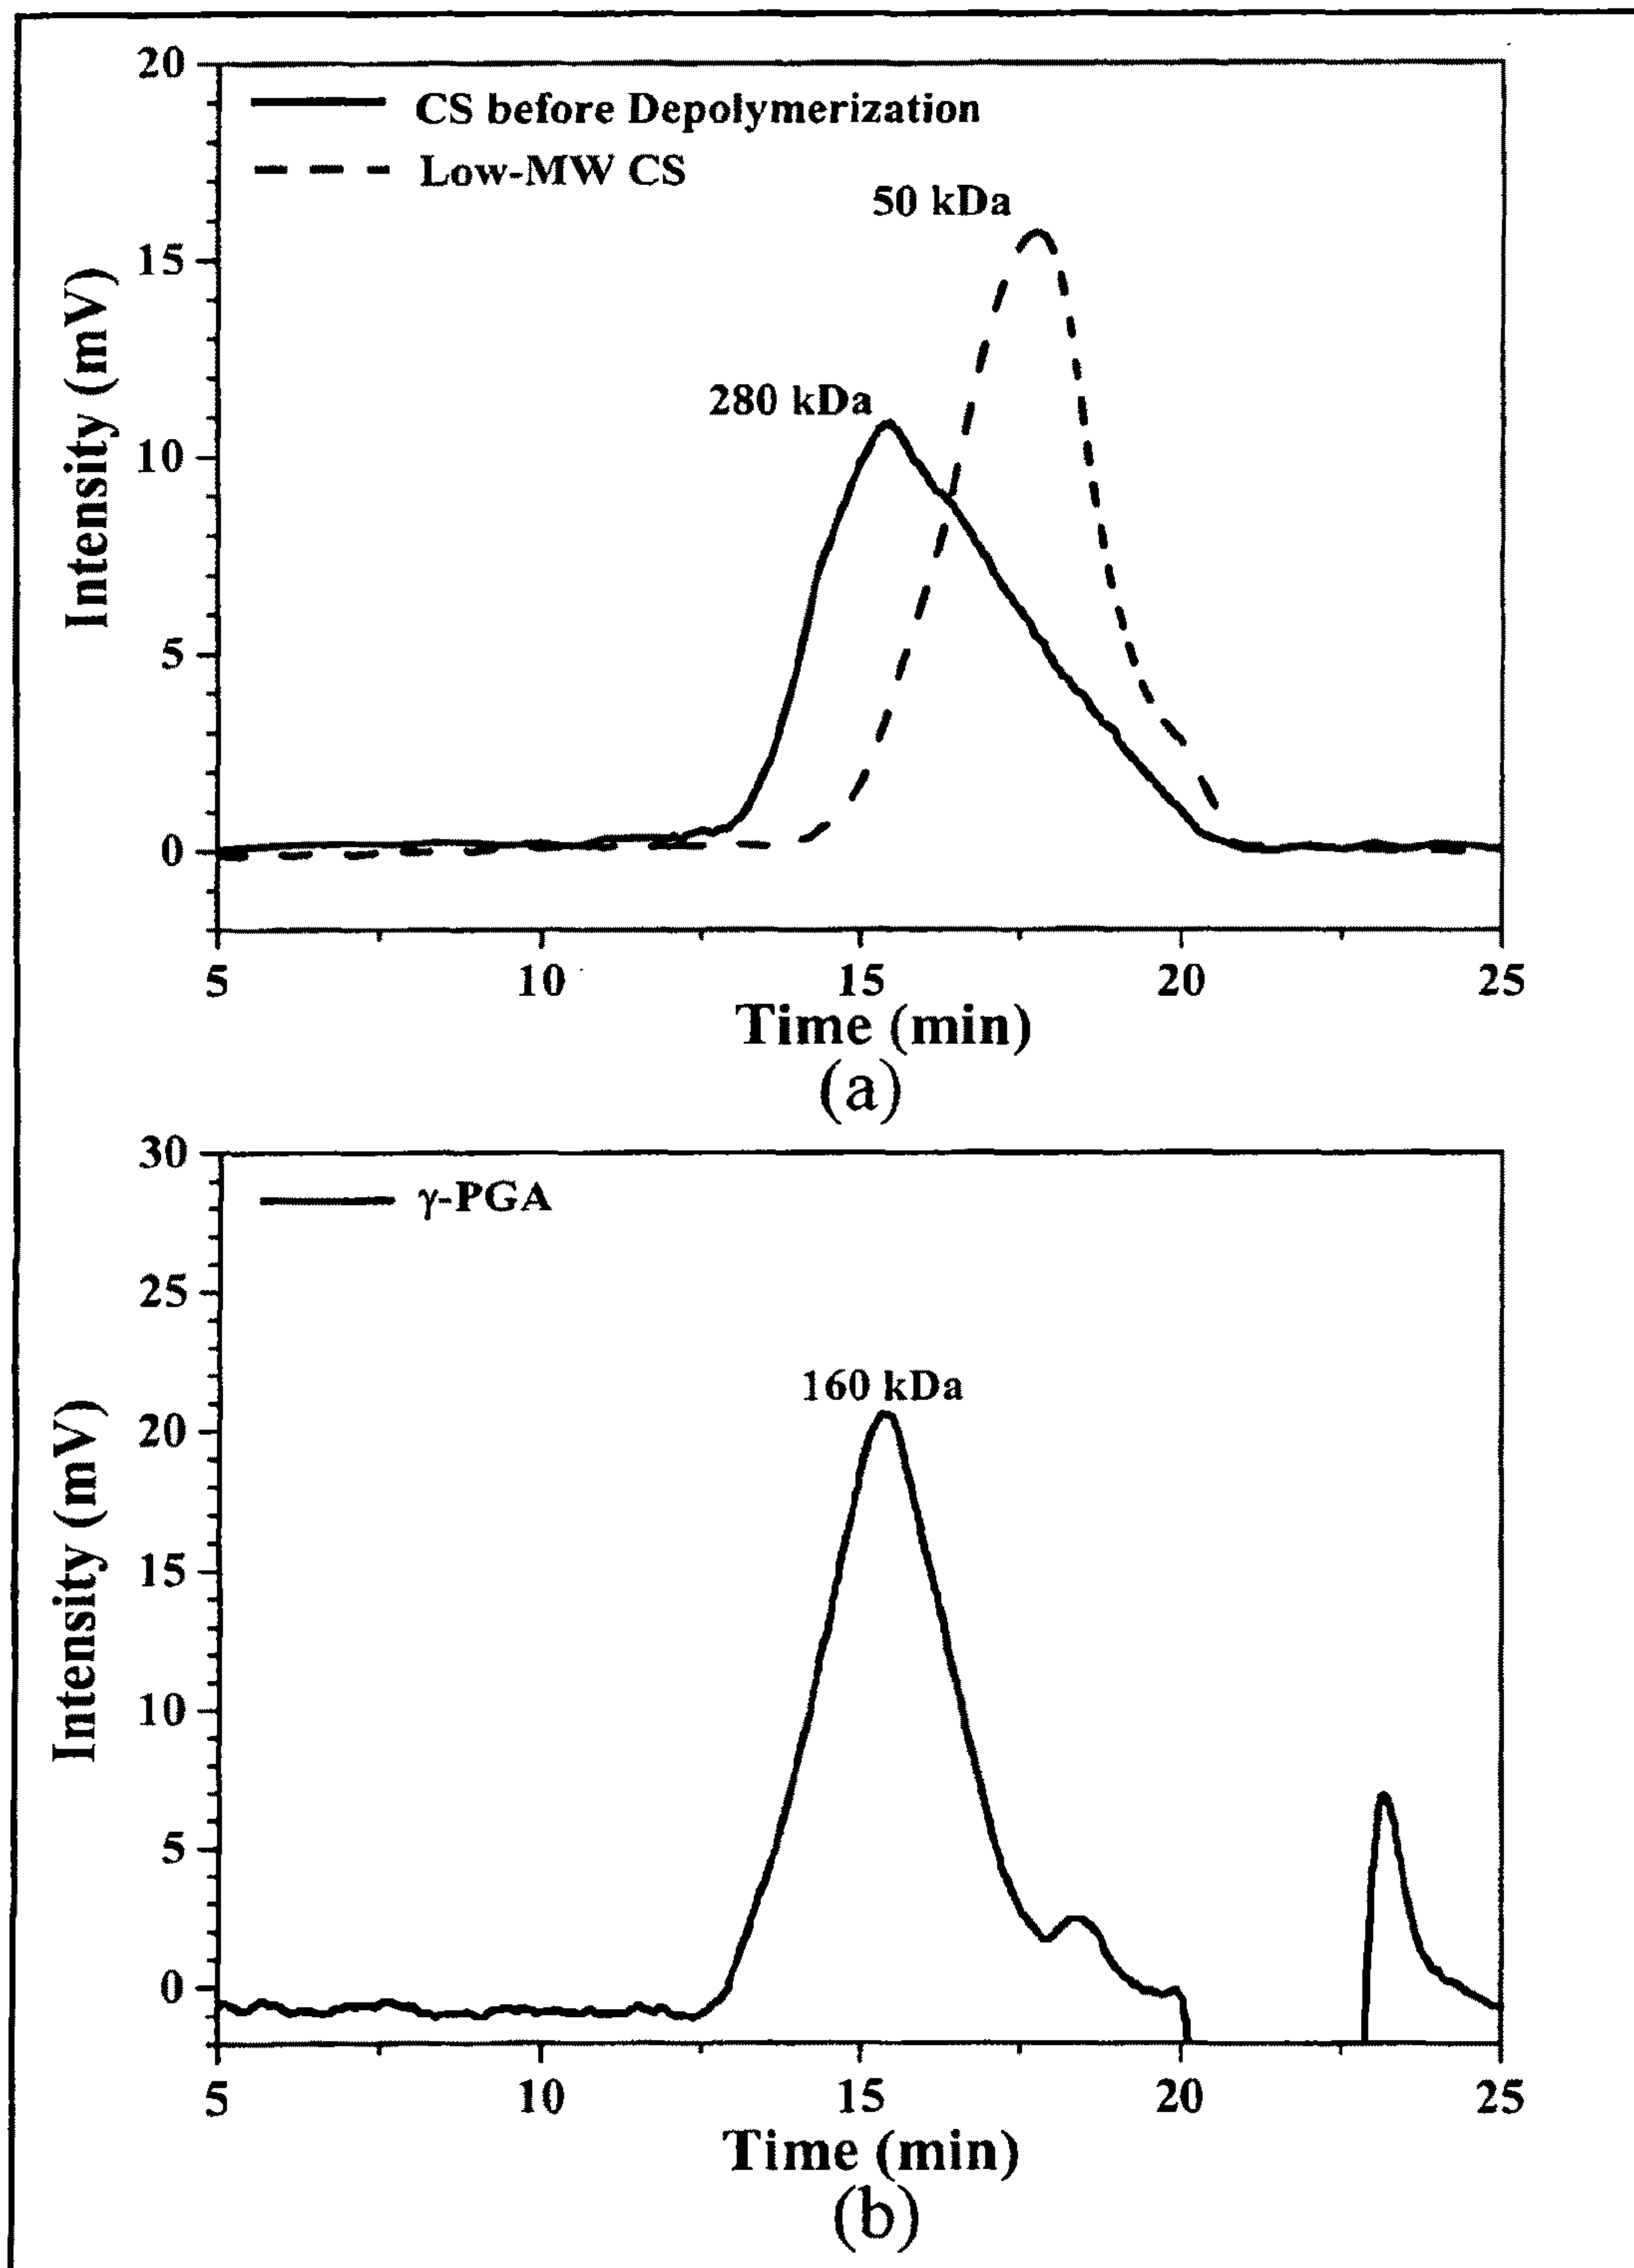 20
CS before Depolymerization
Low-MW CS
50 kDa
15
280 kDa
10
5
0
Intensity (mV)
5 10 15 20 25
Time (min)
(a)
30
γ-PGA
25
160 kDa
20
15
10
5
0
Intensity (mV)
5 10 15 20 25
Time (min)
(b)